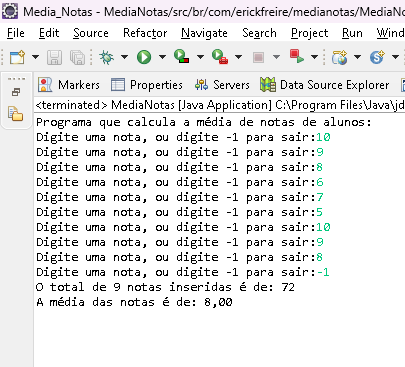 Media_Notas - MediaNotas/src/br/com/erickfreire/medianotas/MediaNo
File Edit Source Refactor Navigate Search Project Run
Markers Properties Servers Data Source Explorer
<terminated> MediaNotas [Java Application] C:\Program Files\Java\jd
Programa que calcula a média de notas de alunos:
Digite uma nota, ou digite -1 para sair:10
Digite uma nota, ou digite -1 para sair:9
Digite uma nota, ou digite -1 para sair:8
Digite uma nota, ou digite -1 para sair:6
Digite uma nota, ou digite -1 para sair:7
Digite uma nota, ou digite -1 para sair:5
Digite uma nota, ou digite -1 para sair:10
Digite uma nota, ou digite -1 para sair:9
Digite uma nota, ou digite -1 para sair:8
Digite uma nota, ou digite -1 para sair:-1
O total de 9 notas inseridas é de: 72
A média das notas é de: 8,00